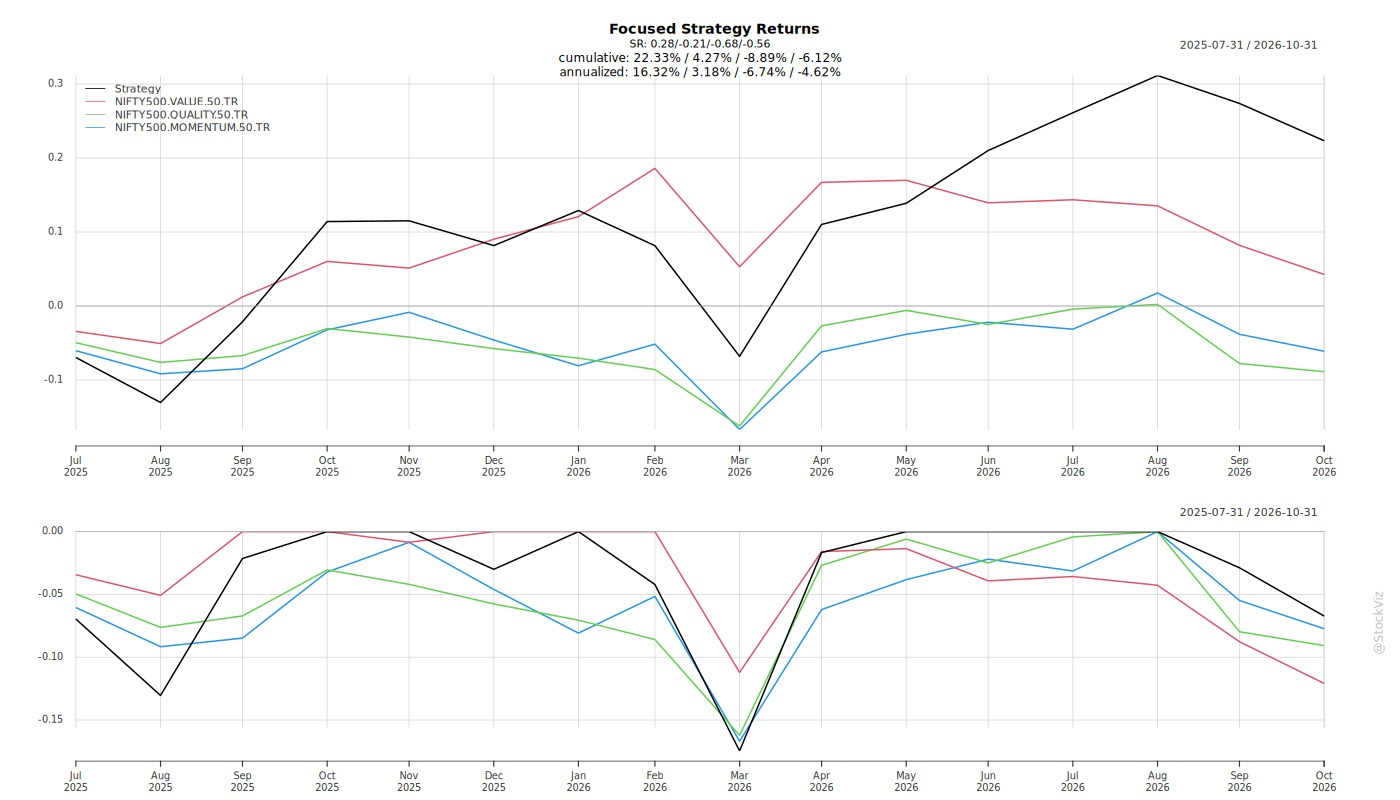 Focused Strategy Returns
SR: 0.28/-0.21/-0.68/-0.56
cumulative: 22.33% / 4.27% / -8.89% / -6.12%
annualized: 16.32% / 3.18% / -6.74% / -4.62%
2025-07-31 / 2026-10-31
Strategy
NIFTY500.VALUE.50.TR
NIFTY500.QUALITY.50.TR
NIFTY500.MOMENTUM.50.TR
0.3
0.2
0.1
0.0
-0.1
Jul Aug Sep Oct Nov Dec Jan Feb Mar Apr May Jun Jul Aug Sep Oct
2025 2025 2025 2025 2025 2025 2026 2026 2026 2026 2026 2026 2026 2026 2026 2026
2025-07-31 / 2026-10-31
0.00
-0.05
-0.10
-0.15
Jul Aug Sep Oct Nov Dec Jan Feb Mar Apr May Jun Jul Aug Sep Oct
2025 2025 2025 2025 2025 2025 2026 2026 2026 2026 2026 2026 2026 2026 2026 2026
@StockViz